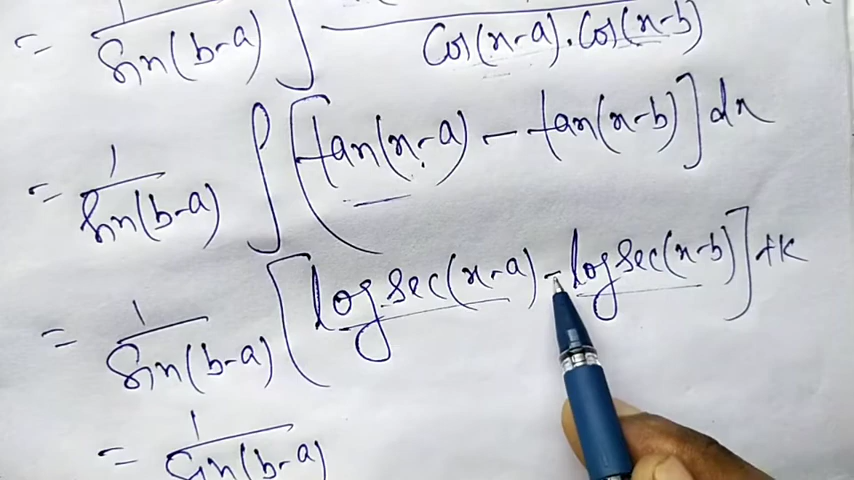 = 1/Sin(b-a) ∫ ——— / Cos(x-a).Cos(x-b)
= 1/Sin(b-a) ∫ [tan(x-a) - tan(x-b)] dx
= 1/Sin(b-a) [log Sec(x-a) - log Sec(x-b)] + k
= 1/Sin(b-a)